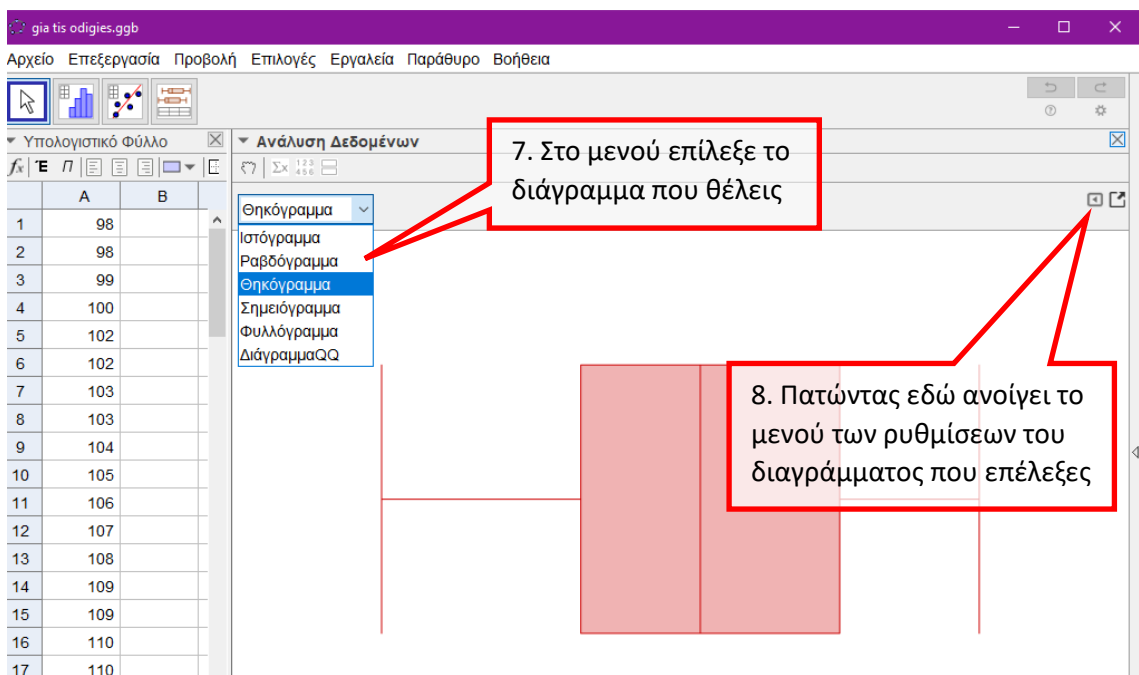 gia tis odigies.ggb
Αρχείο Επεξεργασία Προβολή Επιλογές Εργαλεία Παράθυρο Βοήθεια
Υπολογιστικό Φύλλο
Ανάλυση Δεδομένων
fx Έ Π
Σx 123 456
7. Στο μενού επίλεξε το
διάγραμμα που θέλεις
A B
Θηκόγραμμα
Ιστόγραμμα
Ραβδόγραμμα
Θηκόγραμμα
Σημειόγραμμα
Φυλλόγραμμα
ΔιάγραμμαQQ
1 98
2 98
3 99
4 100
5 102
6 102
7 103
8 103
9 104
10 105
11 106
12 107
13 108
14 109
15 109
16 110
17 110
8. Πατώντας εδώ ανοίγει το
μενού των ρυθμίσεων του
διαγράμματος που επέλεξες